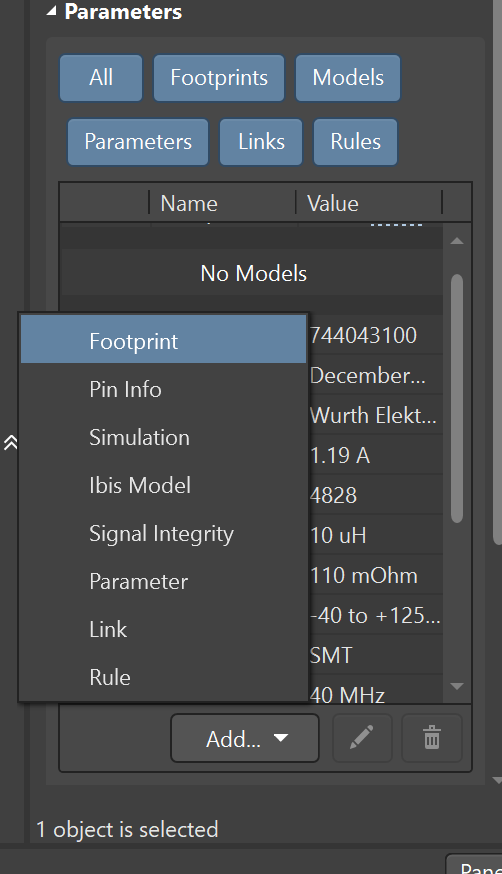 Parameters
All Footprints Models
Parameters Links Rules
Name Value
No Models
Footprint 744043100
Pin Info December...
Wurth Elekt...
Simulation
1.19 A
Ibis Model 4828
Signal Integrity 10 uH
Parameter 110 mOhm
Link -40 to +125...
SMT
Rule
40 MHz
Add...
1 object is selected